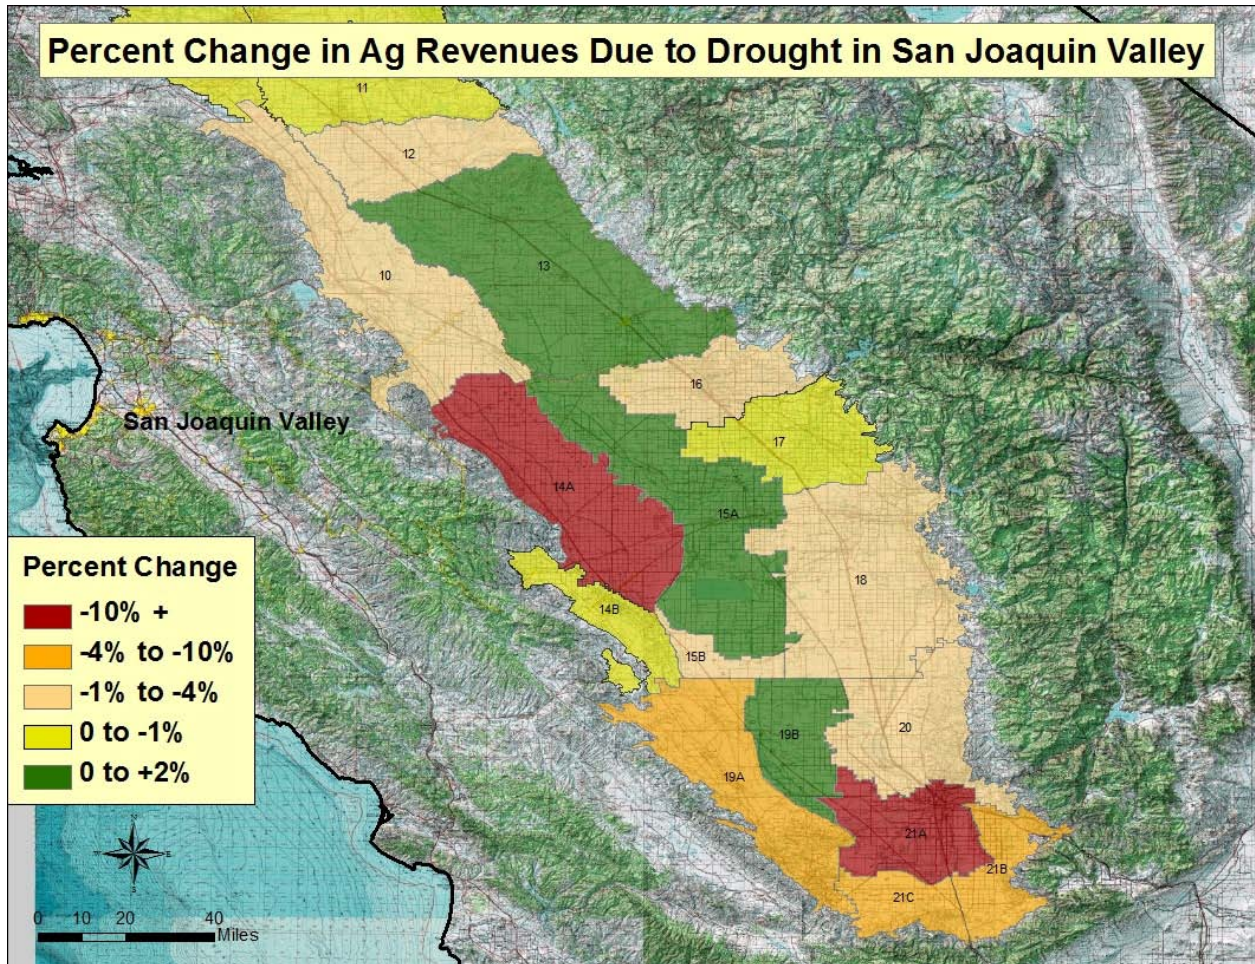 Percent Change in Ag Revenues Due to Drought in San Joaquin Valley
11
12
10
13
16
17
San Joaquin Valley
14A
15A
18
14B
15B
20
19A
19B
21A
21B
21C
Percent Change
-10% +
-4% to -10%
-1% to -4%
0 to -1%
0 to +2%
N
W
E
S
0 10 20 40
Miles